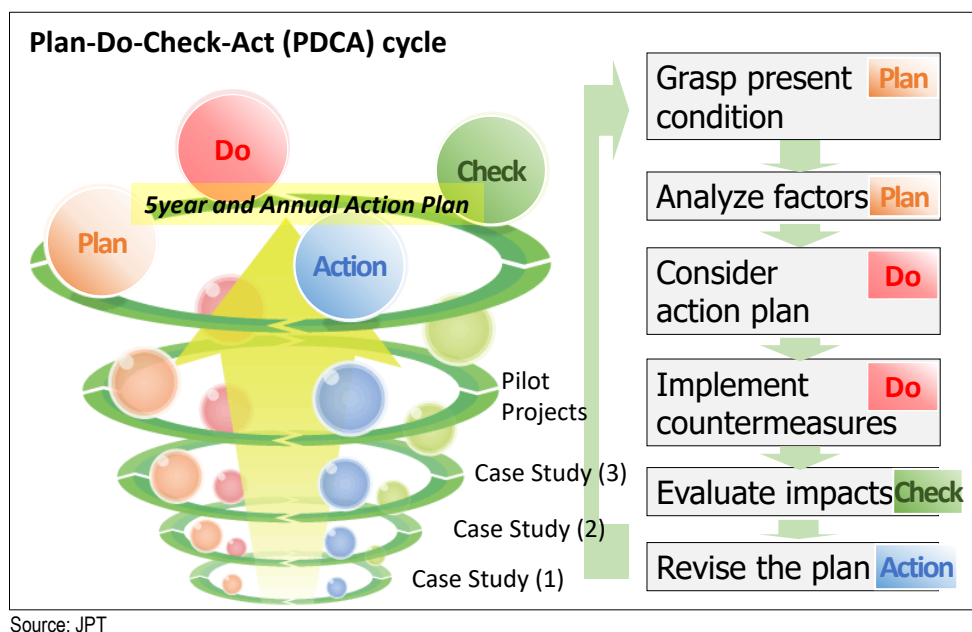 Plan-Do-Check-Act (PDCA) cycle
Do
Check
5year and Annual Action Plan
Plan
Action
Pilot
Projects
Case Study (3)
Case Study (2)
Case Study (1)
Grasp present
condition
Plan
Analyze factors
Plan
Consider
action plan
Do
Implement
countermeasures
Do
Evaluate impacts
Check
Revise the plan
Action
Source: JPT